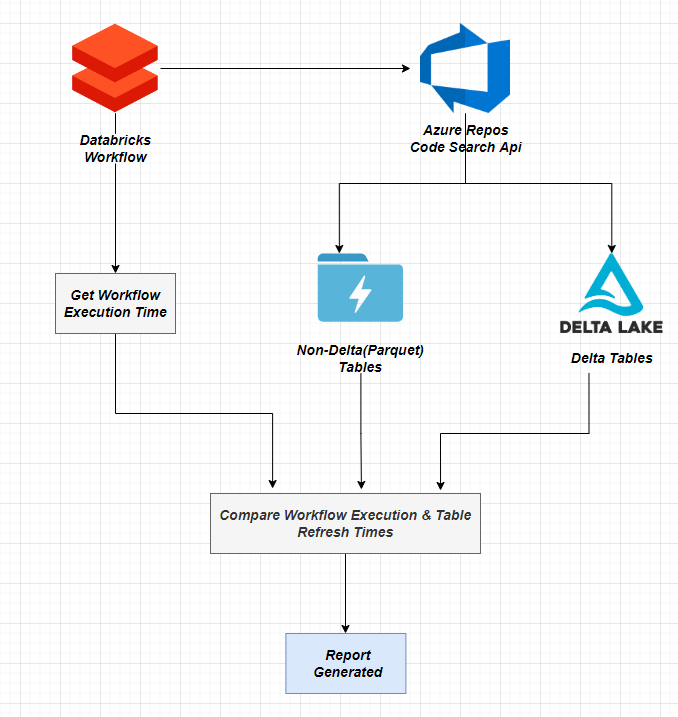 Databricks
Workflow
Azure Repos
Code Search Api
Get Workflow
Execution Time
Non-Delta(Parquet)
Tables
DELTA LAKE
Delta Tables
Compare Workflow Execution & Table
Refresh Times
Report
Generated